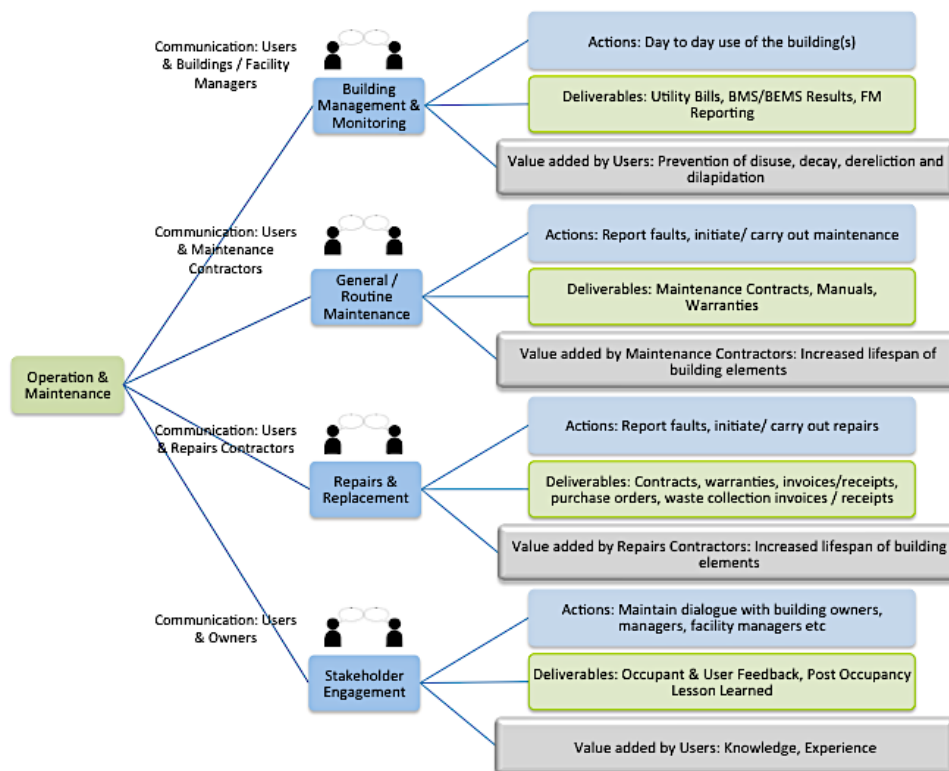 Communication: Users
& Buildings / Facility
Managers
Building
Management &
Monitoring
Actions: Day to day use of the building(s)
Deliverables: Utility Bills, BMS/BEMS Results, FM
Reporting
Value added by Users: Prevention of disuse, decay, dereliction and
dilapidation
Communication: Users
& Maintenance
Contractors
General /
Routine
Maintenance
Actions: Report faults, initiate/ carry out maintenance
Deliverables: Maintenance Contracts, Manuals,
Warranties
Value added by Maintenance Contractors: Increased lifespan of
building elements
Operation &
Maintenance
Communication: Users
& Repairs Contractors
Repairs &
Replacement
Actions: Report faults, initiate/ carry out repairs
Deliverables: Contracts, warranties, invoices/receipts,
purchase orders, waste collection invoices / receipts
Value added by Repairs Contractors: Increased lifespan of building
elements
Communication: Users
& Owners
Stakeholder
Engagement
Actions: Maintain dialogue with building owners,
managers, facility managers etc
Deliverables: Occupant & User Feedback, Post Occupancy
Lesson Learned
Value added by Users: Knowledge, Experience